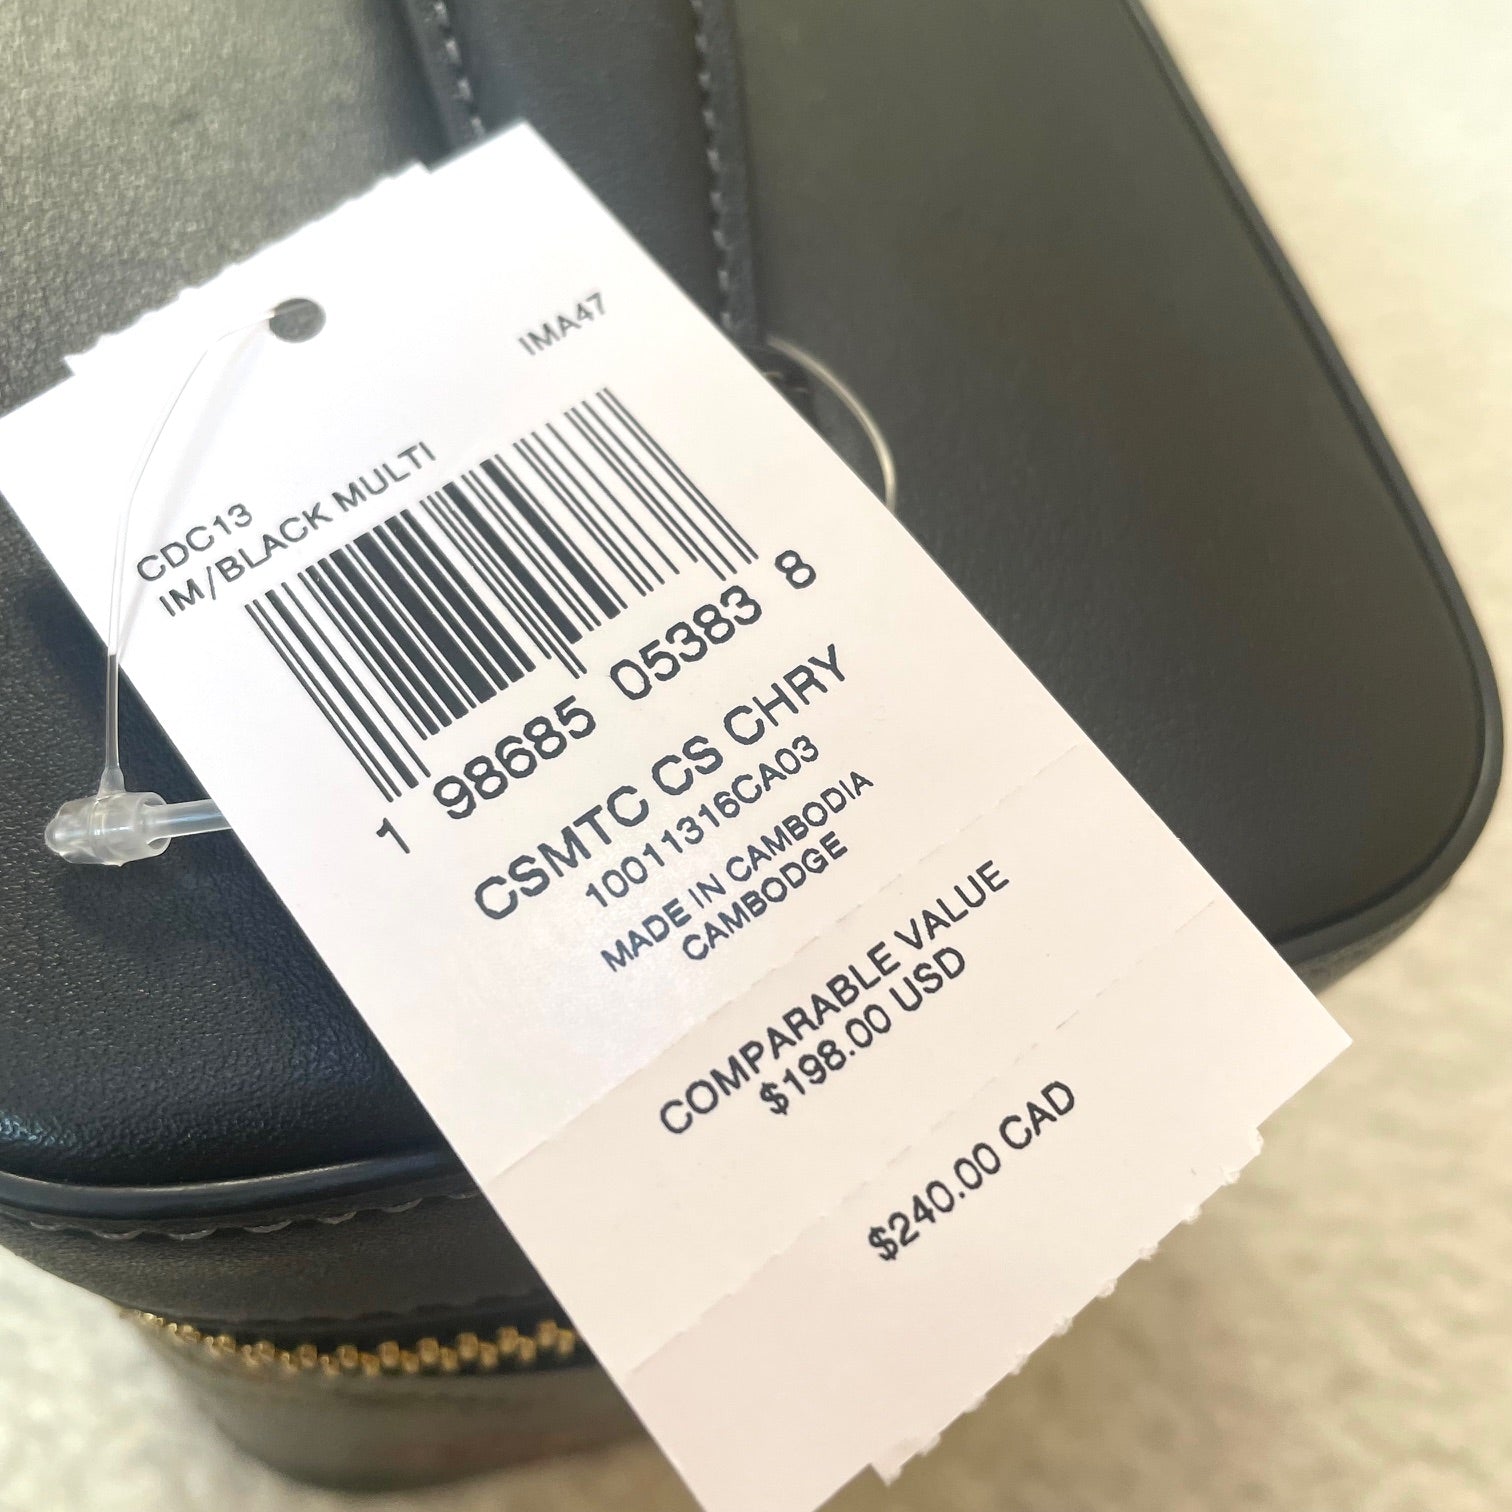 IMA47
CDC13
IM/BLACK MULTI
1 98685 05383 8
CSMTC CS CHRY
10011316CA03
MADE IN CAMBODIA
CAMBODGE
COMPARABLE VALUE
$198.00 USD
$240.00 CAD